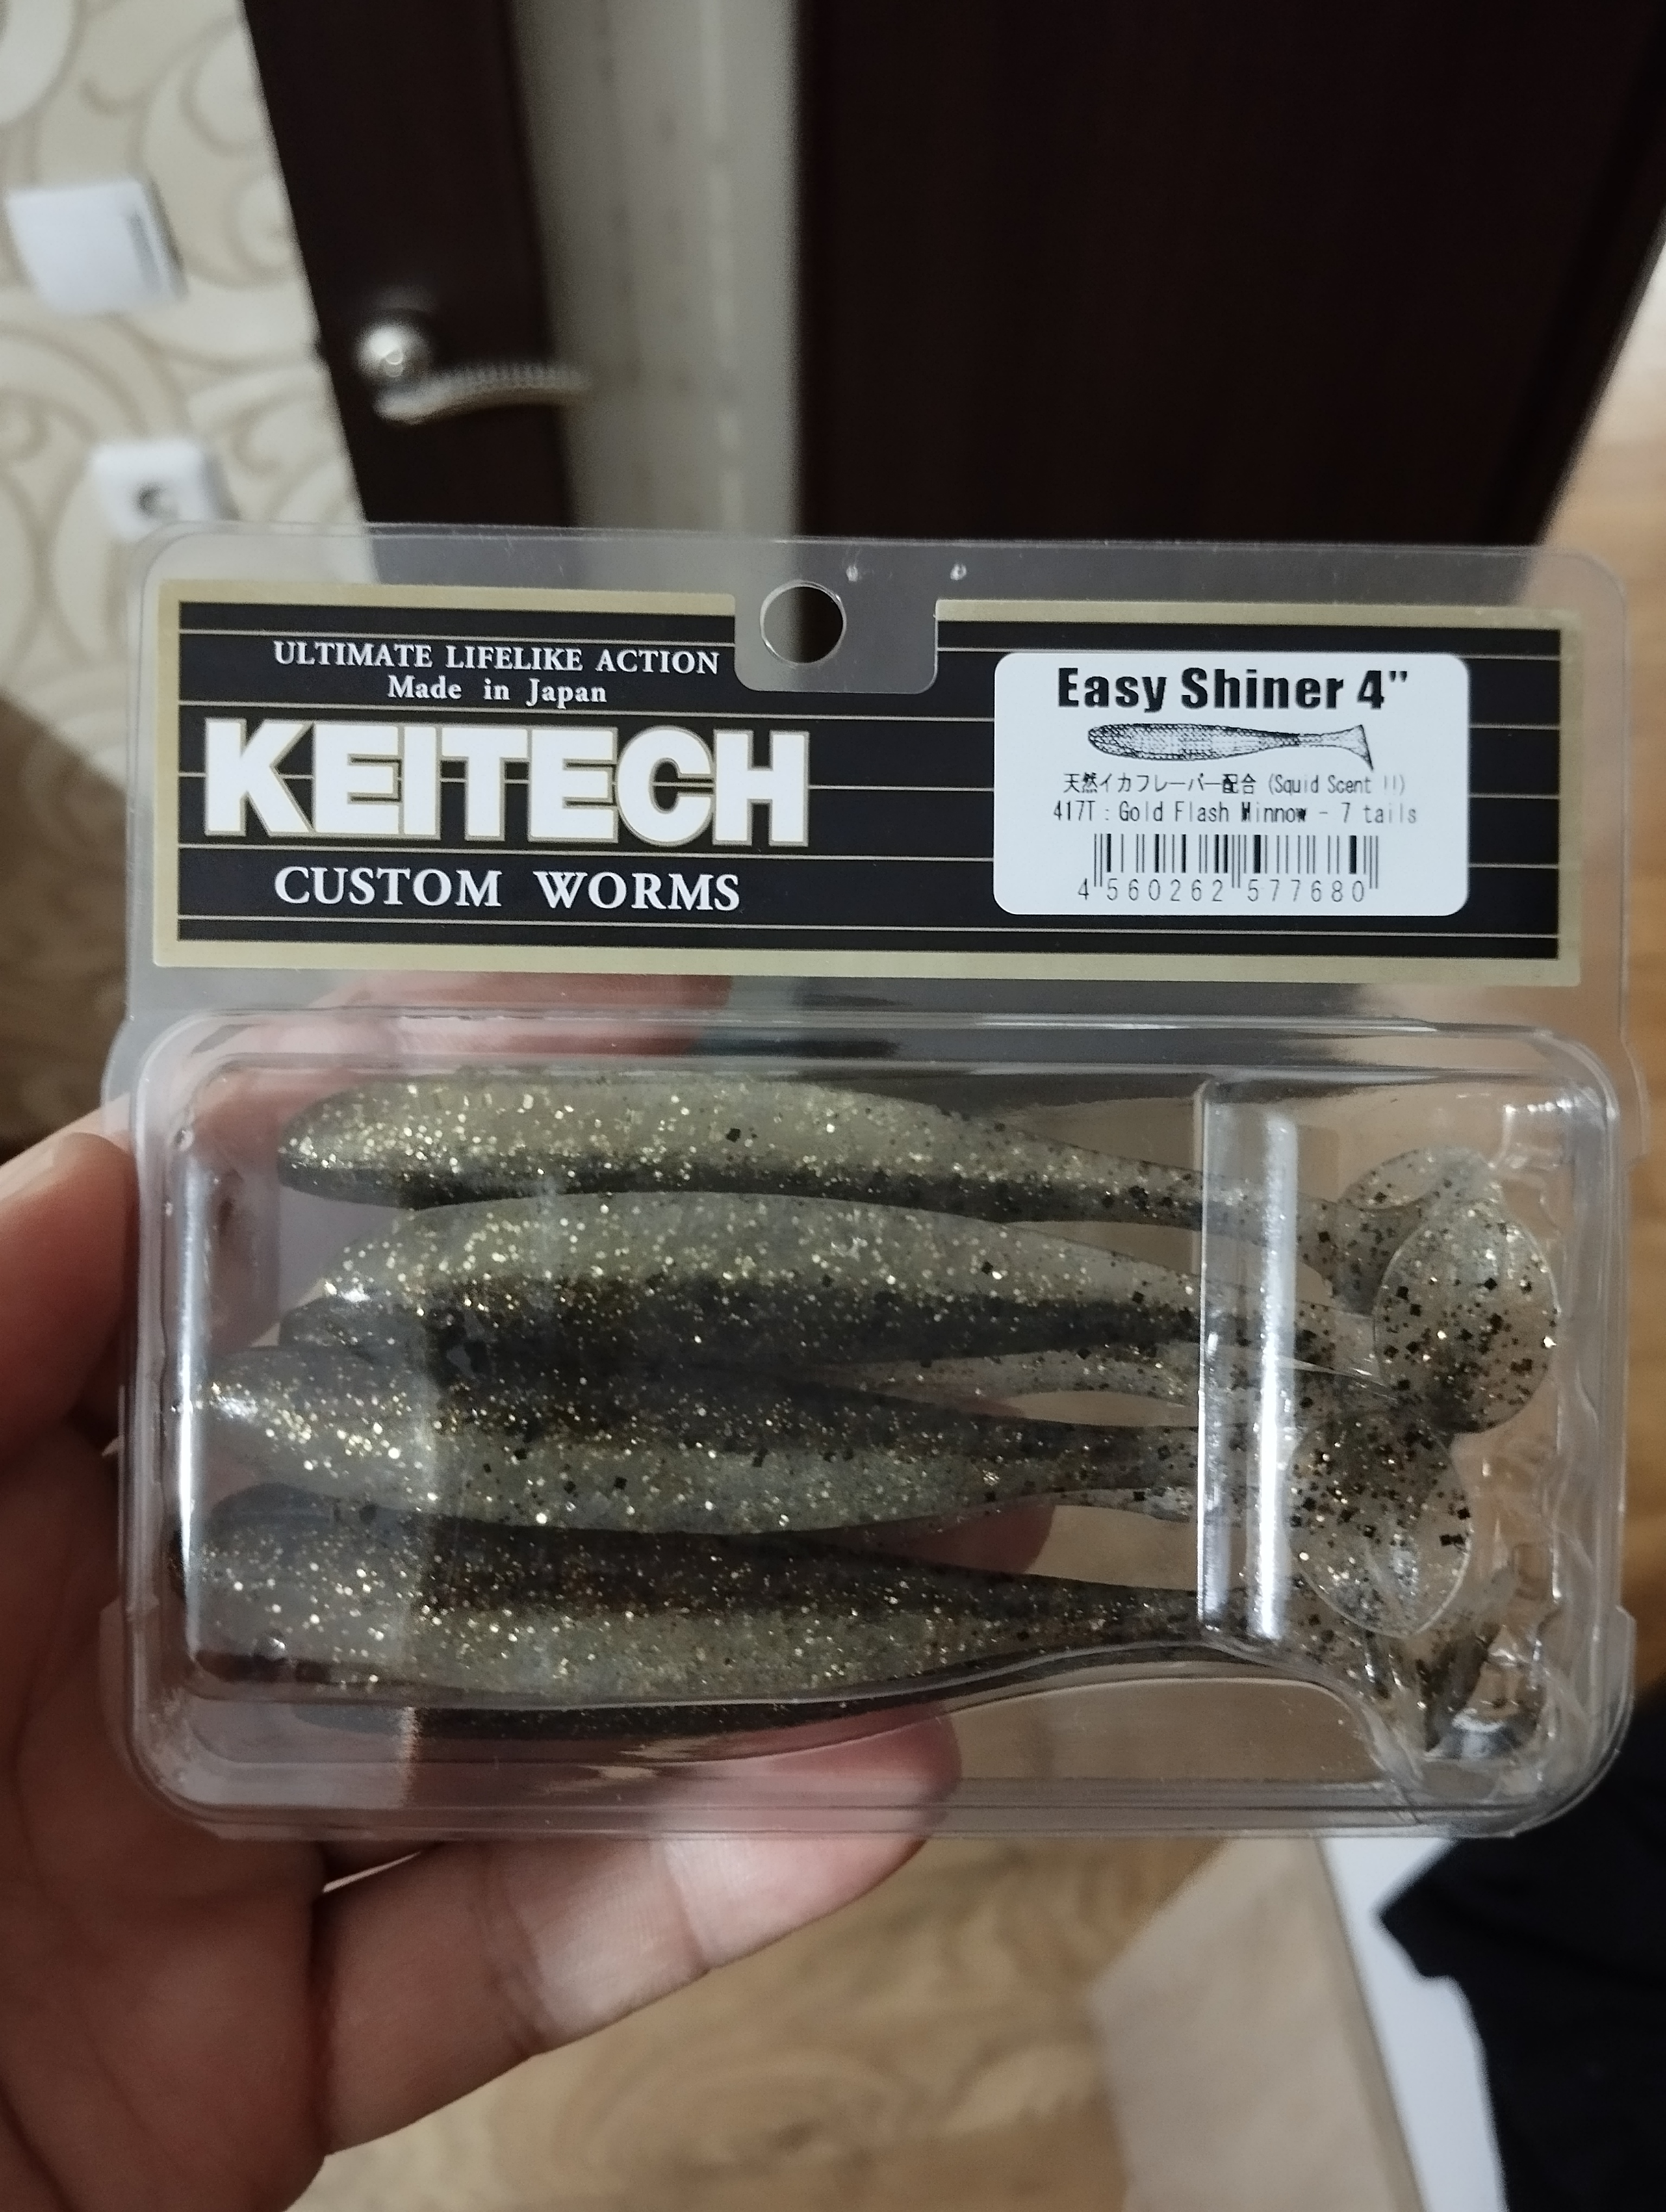 ULTIMATE LIFELIKE ACTION
Made in Japan
KEITECH
CUSTOM WORMS
Easy Shiner 4"
天然イカフレーバー配合 (Squid Scent II)
417T : Gold Flash Minnow - 7 tails
4 560262 577680